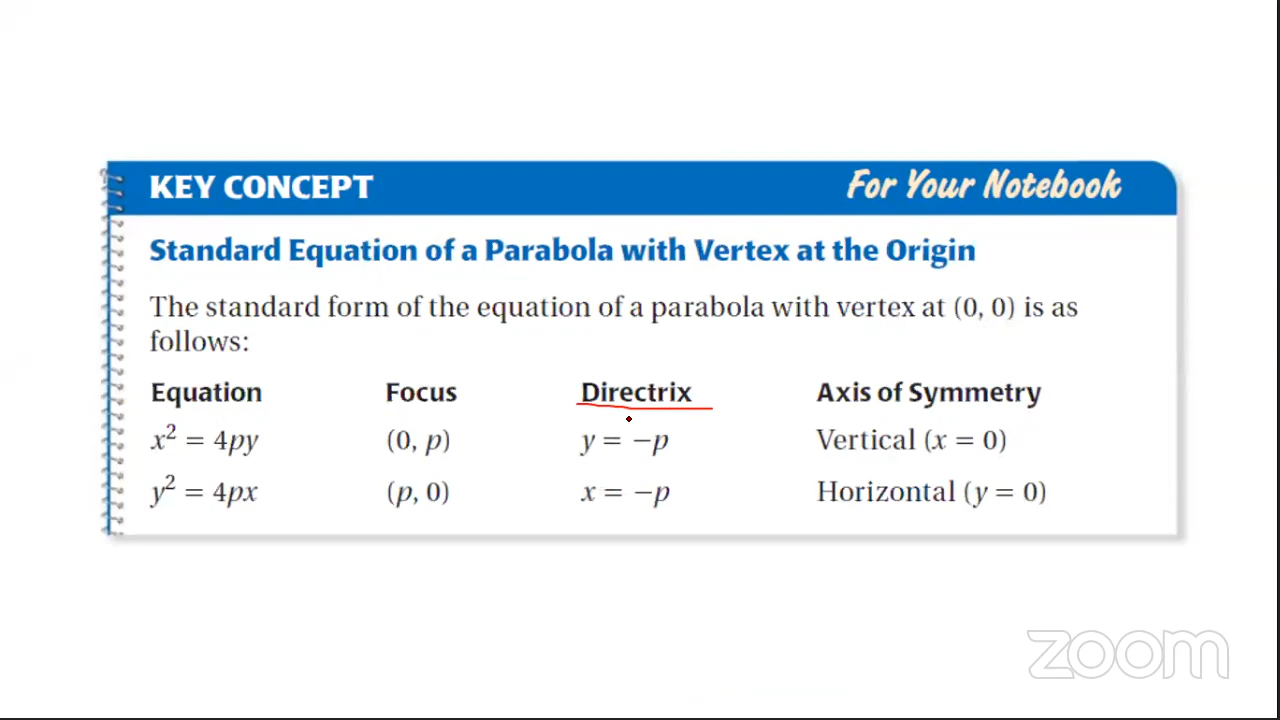 KEY CONCEPT For Your Notebook
Standard Equation of a Parabola with Vertex at the Origin
The standard form of the equation of a parabola with vertex at (0, 0) is as
follows:
Equation Focus Directrix Axis of Symmetry
x² = 4py (0, p) y = −p Vertical (x = 0)
y² = 4px (p, 0) x = −p Horizontal (y = 0)
zoom